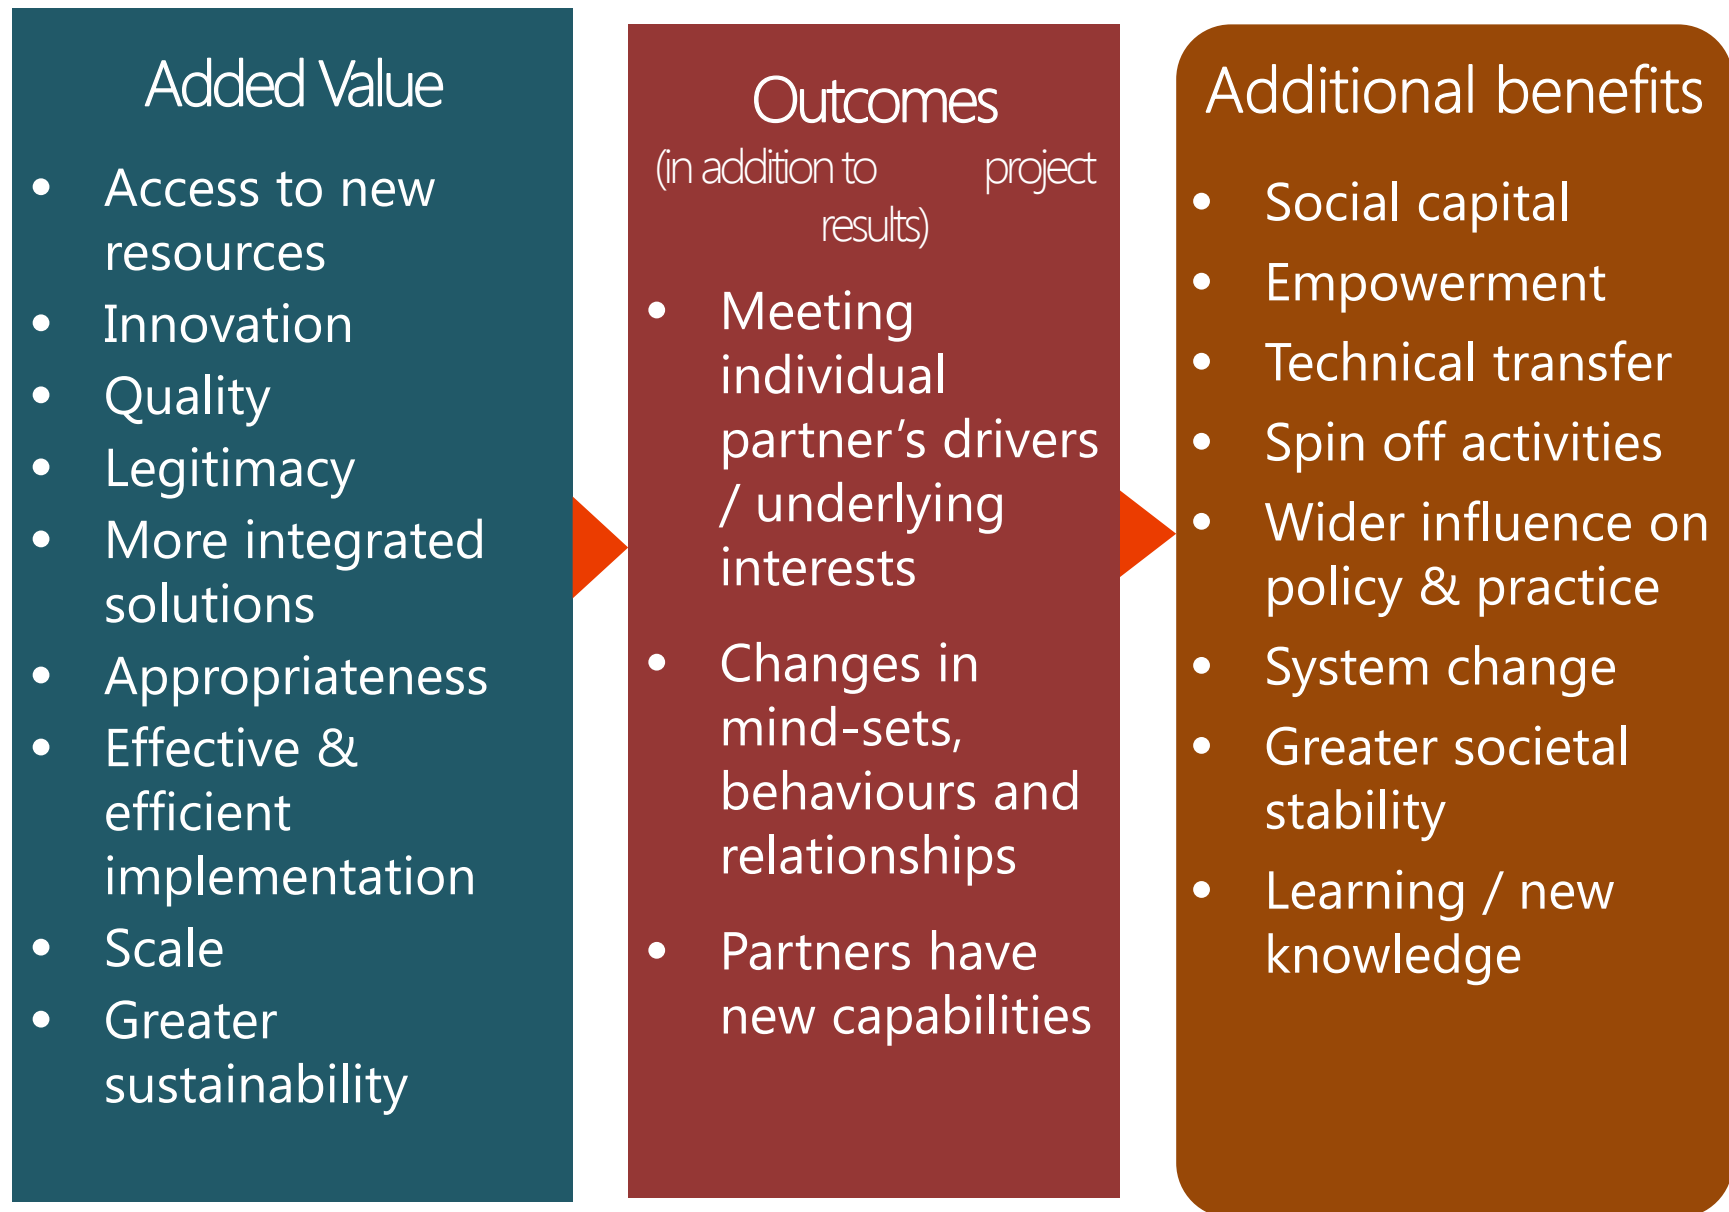 Added Value
• Access to new
resources
• Innovation
• Quality
• Legitimacy
• More integrated
solutions
• Appropriateness
• Effective &
efficient
implementation
• Scale
• Greater
sustainability
Outcomes
(in addition to project
results)
• Meeting
individual
partner’s drivers
/ underlying
interests
• Changes in
mind-sets,
behaviours and
relationships
• Partners have
new capabilities
Additional benefits
• Social capital
• Empowerment
• Technical transfer
• Spin off activities
• Wider influence on
policy & practice
• System change
• Greater societal
stability
• Learning / new
knowledge